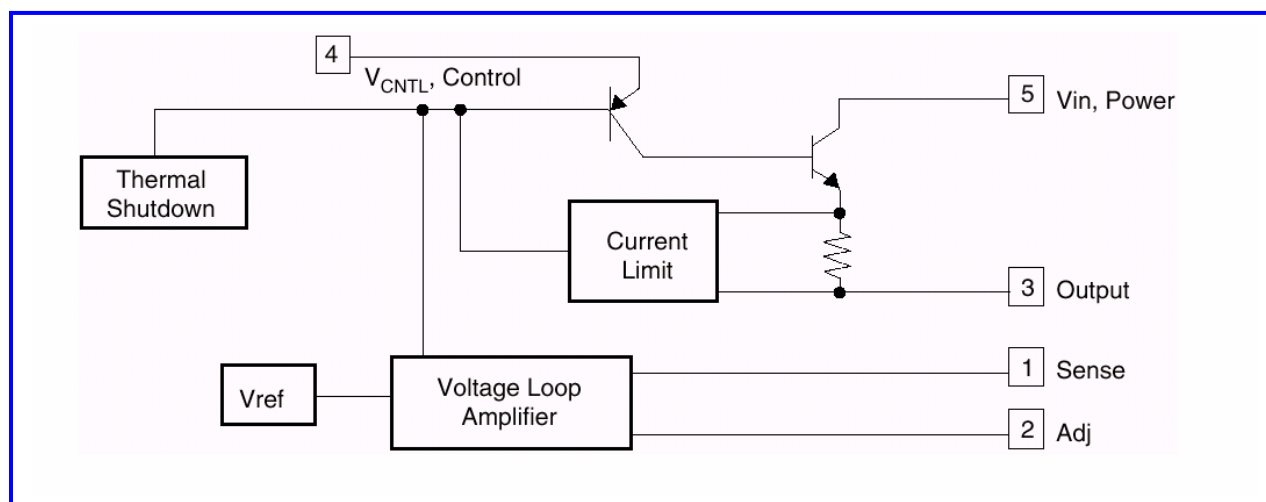 4
V_CNTL, Control
5 Vin, Power
Thermal
Shutdown
Current
Limit
3 Output
Vref
Voltage Loop
Amplifier
1 Sense
2 Adj